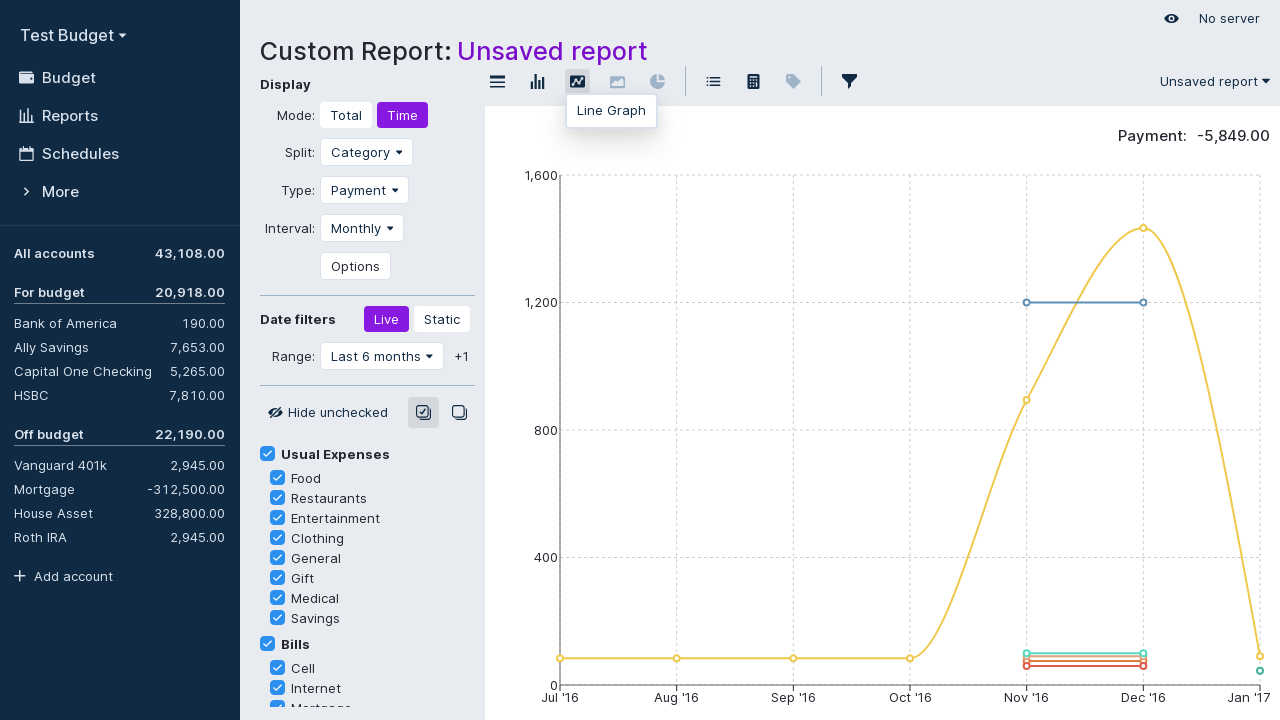 Test Budget
Budget
Reports
Schedules
More
All accounts 43,108.00
For budget 20,918.00
Bank of America 190.00
Ally Savings 7,653.00
Capital One Checking 5,265.00
HSBC 7,810.00
Off budget 22,190.00
Vanguard 401k 2,945.00
Mortgage -312,500.00
House Asset 328,800.00
Roth IRA 2,945.00
Add account
No server
Custom Report: Unsaved report
Display
Mode: Total Time
Split: Category
Type: Payment
Interval: Monthly
Options
Date filters Live Static
Range: Last 6 months +1
Hide unchecked
Usual Expenses
Food
Restaurants
Entertainment
Clothing
General
Gift
Medical
Savings
Bills
Cell
Internet
Mortgage
Unsaved report
Line Graph
Payment: -5,849.00
1,600
1,200
800
400
0
Jul '16 Aug '16 Sep '16 Oct '16 Nov '16 Dec '16 Jan '17